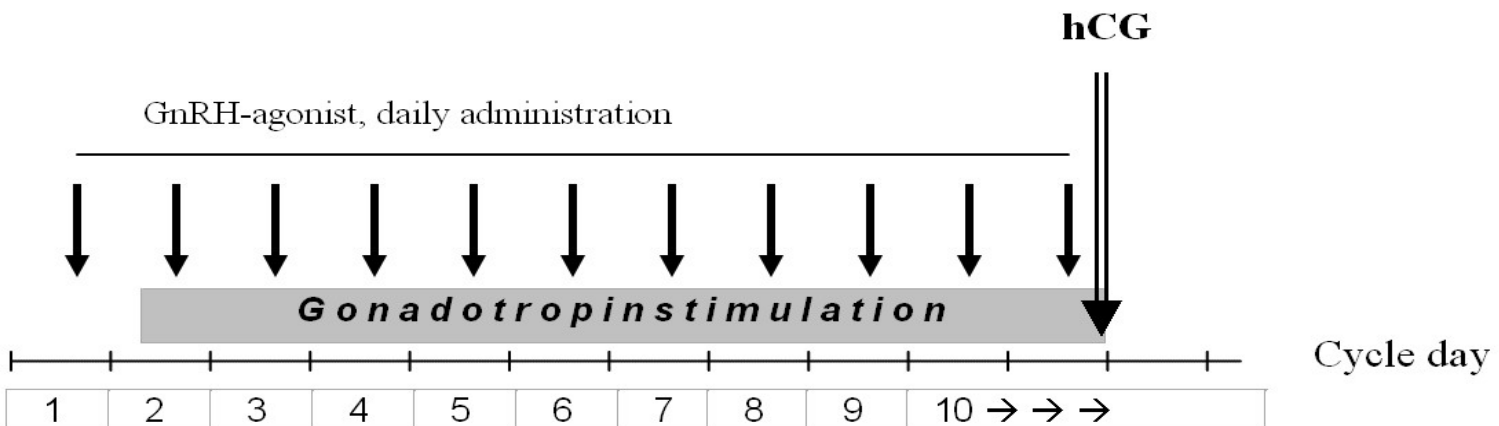 hCG
GnRH-agonist, daily administration
Gonadotropinstimulation
Cycle day
1 2 3 4 5 6 7 8 9 10 → → →